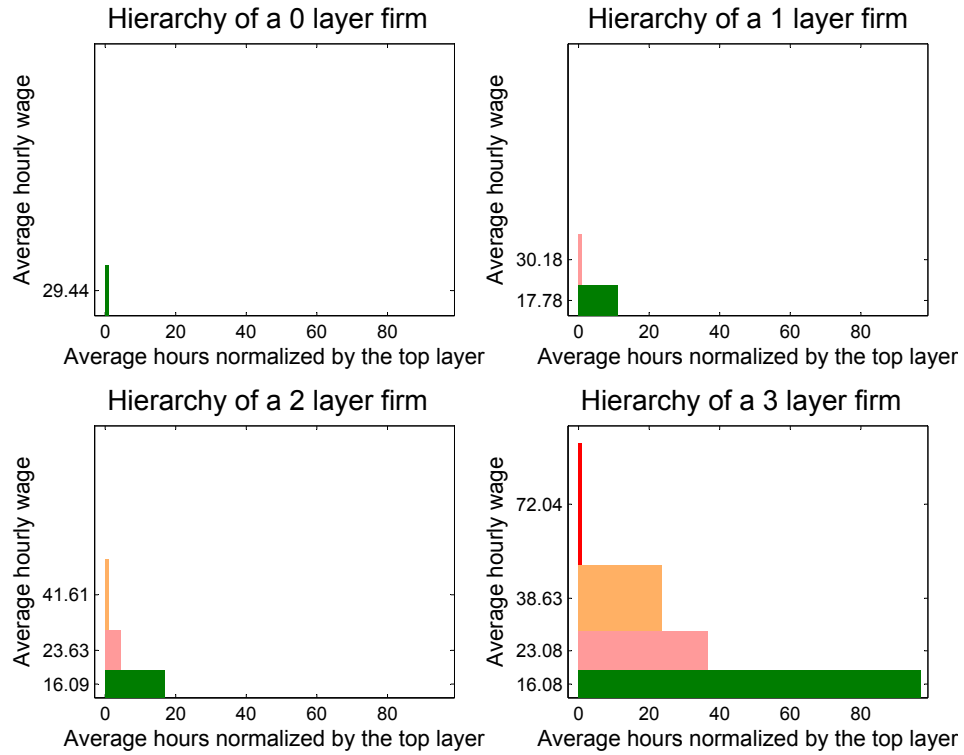 Hierarchy of a 0 layer firm
Average hourly wage
29.44
0 20 40 60 80
Average hours normalized by the top layer
Hierarchy of a 1 layer firm
Average hourly wage
30.18
17.78
0 20 40 60 80
Average hours normalized by the top layer
Hierarchy of a 2 layer firm
Average hourly wage
41.61
23.63
16.09
0 20 40 60 80
Average hours normalized by the top layer
Hierarchy of a 3 layer firm
Average hourly wage
72.04
38.63
23.08
16.08
0 20 40 60 80
Average hours normalized by the top layer